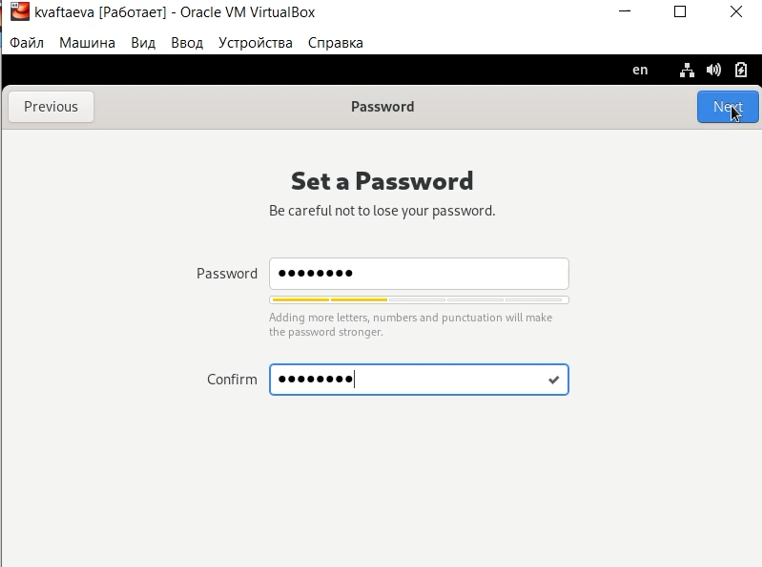 kvaftaeva [Работает] - Oracle VM VirtualBox
Файл Машина Вид Ввод Устройства Справка
en
Previous Password Next
Set a Password
Be careful not to lose your password.
Password ●●●●●●●●
Adding more letters, numbers and punctuation will make
the password stronger.
Confirm ●●●●●●●●